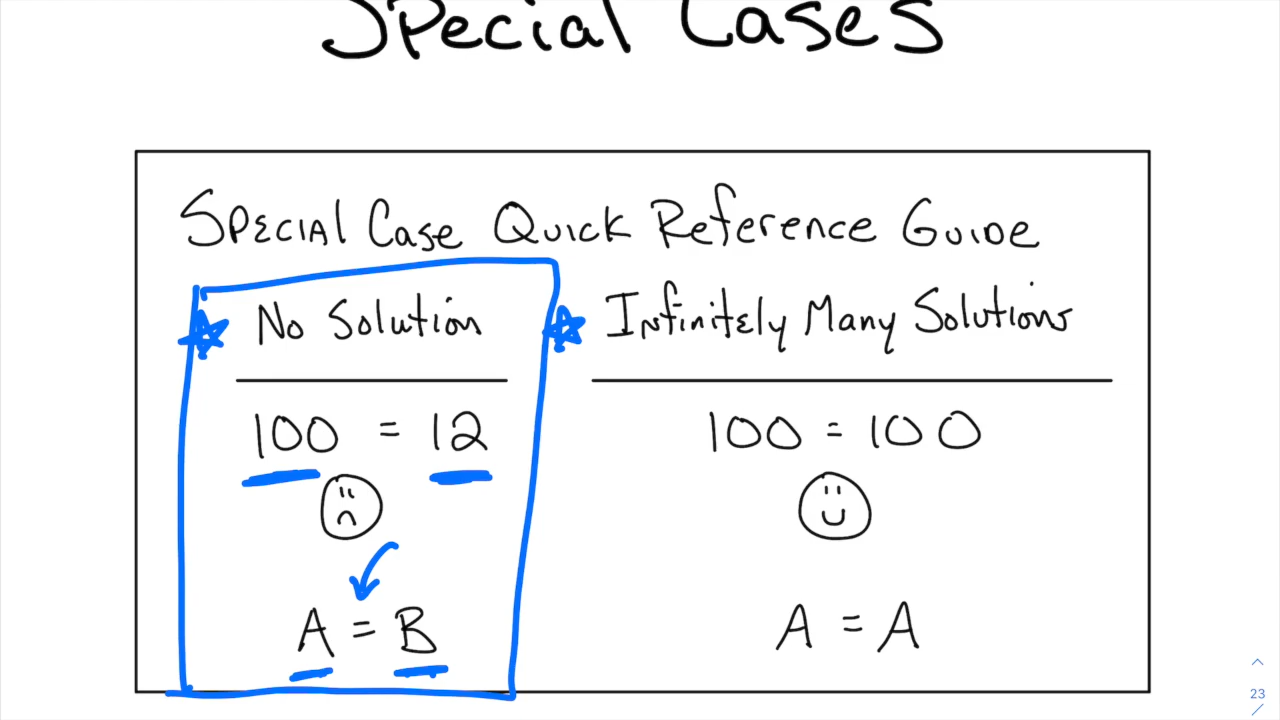 Special Cases
Special Case Quick Reference Guide
No Solution
Infinitely Many Solutions
100 = 12
100 = 100
A = B
A = A
23